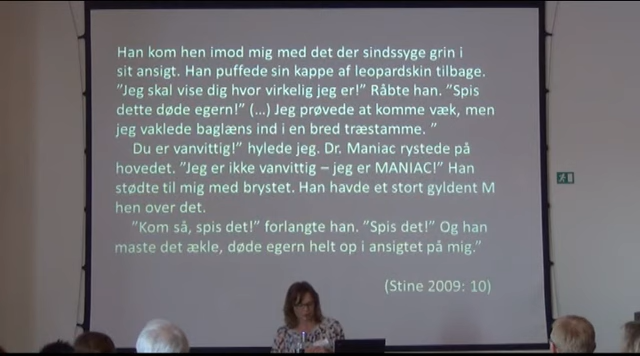 Han kom hen imod mig med det der sindssyge grin i
sit ansigt. Han puffede sin kappe af leopardskin tilbage.
”Jeg skal vise dig hvor virkelig jeg er!” Råbte han. ”Spis
dette døde egern!” (…) Jeg prøvede at komme væk, men
jeg vaklede baglæns ind i en bred træstamme. ”
Du er vanvittig!” hylede jeg. Dr. Maniac rystede på
hovedet. ”Jeg er ikke vanvittig – jeg er MANIAC!” Han
stødte til mig med brystet. Han havde et stort gyldent M
hen over det.
”Kom så, spis det!” forlangte han. ”Spis det!” Og han
maste det ækle, døde egern helt op i ansigtet på mig.”
(Stine 2009: 10)